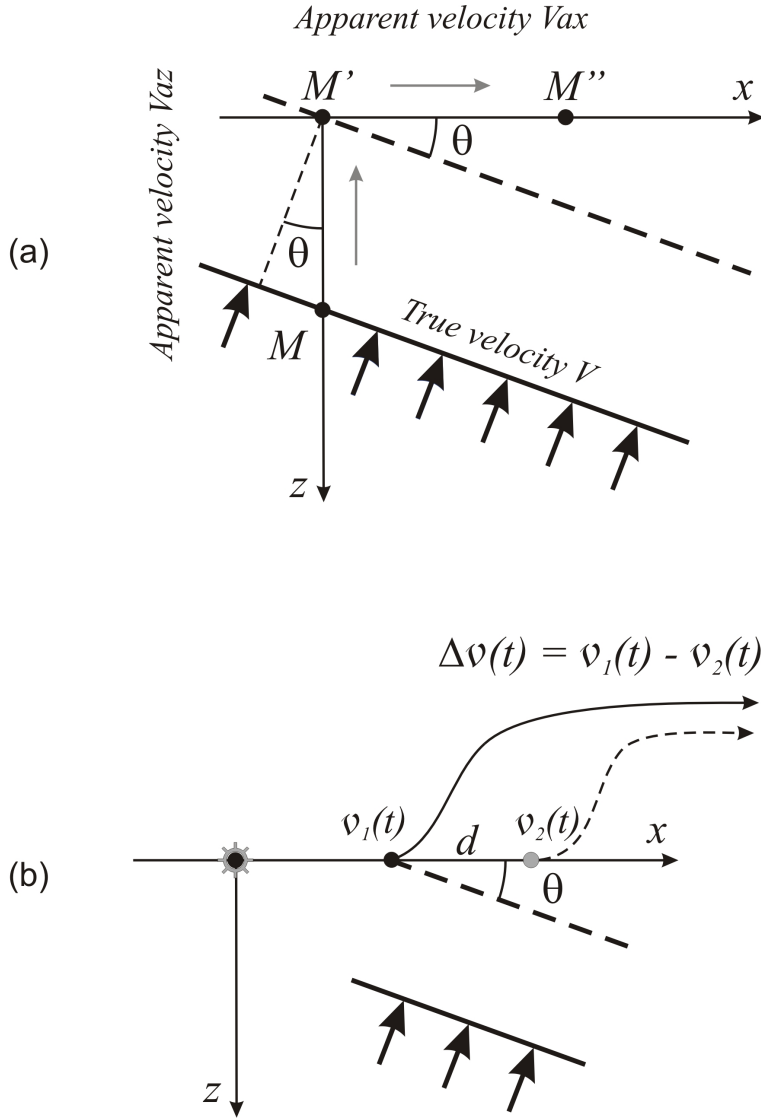 Apparent velocity Vax
Apparent velocity Vaz
M’
M’’
x
θ
(a)
θ
M
True velocity V
z
Δv(t) = v₁(t) - v₂(t)
v₁(t)
d
v₂(t)
x
(b)
θ
z